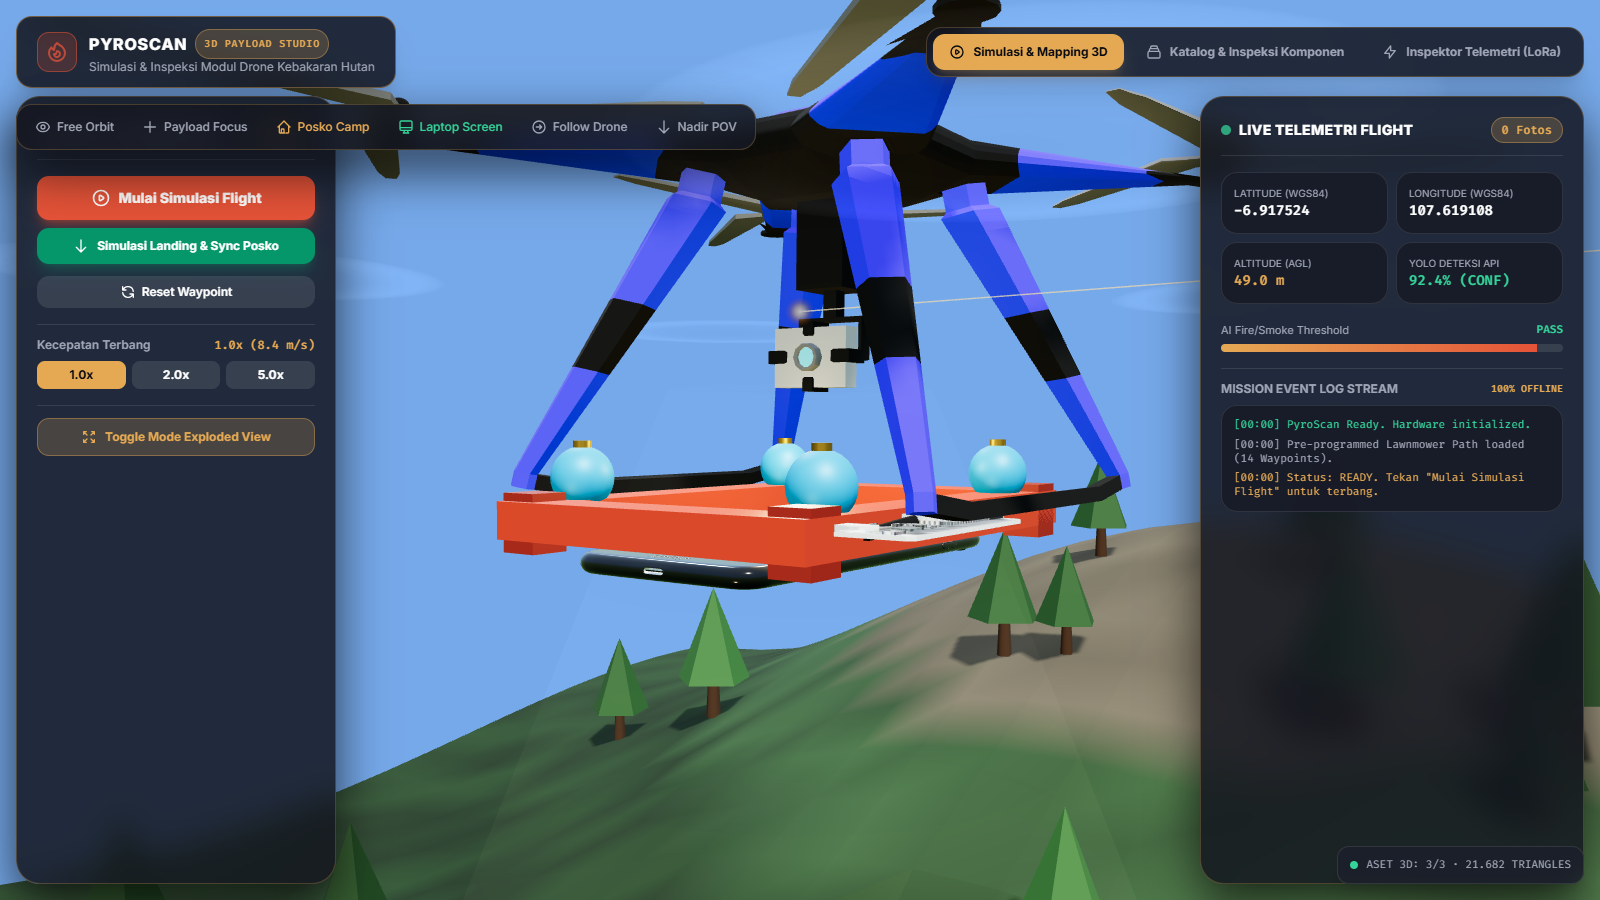 PYROSCAN
3D PAYLOAD STUDIO
Simulasi & Inspeksi Modul Drone Kebakaran Hutan
Simulasi & Mapping 3D
Katalog & Inspeksi Komponen
Inspektor Telemetri (LoRa)
Free Orbit
Payload Focus
Posko Camp
Laptop Screen
Follow Drone
Nadir POV
Mulai Simulasi Flight
Simulasi Landing & Sync Posko
Reset Waypoint
Kecepatan Terbang
1.0x (8.4 m/s)
1.0x
2.0x
5.0x
Toggle Mode Exploded View
LIVE TELEMETRI FLIGHT
0 Fotos
LATITUDE (WGS84)
-6.917524
LONGITUDE (WGS84)
107.619108
ALTITUDE (AGL)
49.0 m
YOLO DETEKSI API
92.4% (CONF)
AI Fire/Smoke Threshold
PASS
MISSION EVENT LOG STREAM
100% OFFLINE
[00:00] PyroScan Ready. Hardware initialized.
[00:00] Pre-programmed Lawnmower Path loaded
(14 Waypoints).
[00:00] Status: READY. Tekan "Mulai Simulasi
Flight" untuk terbang.
ASET 3D: 3/3 · 21.682 TRIANGLES